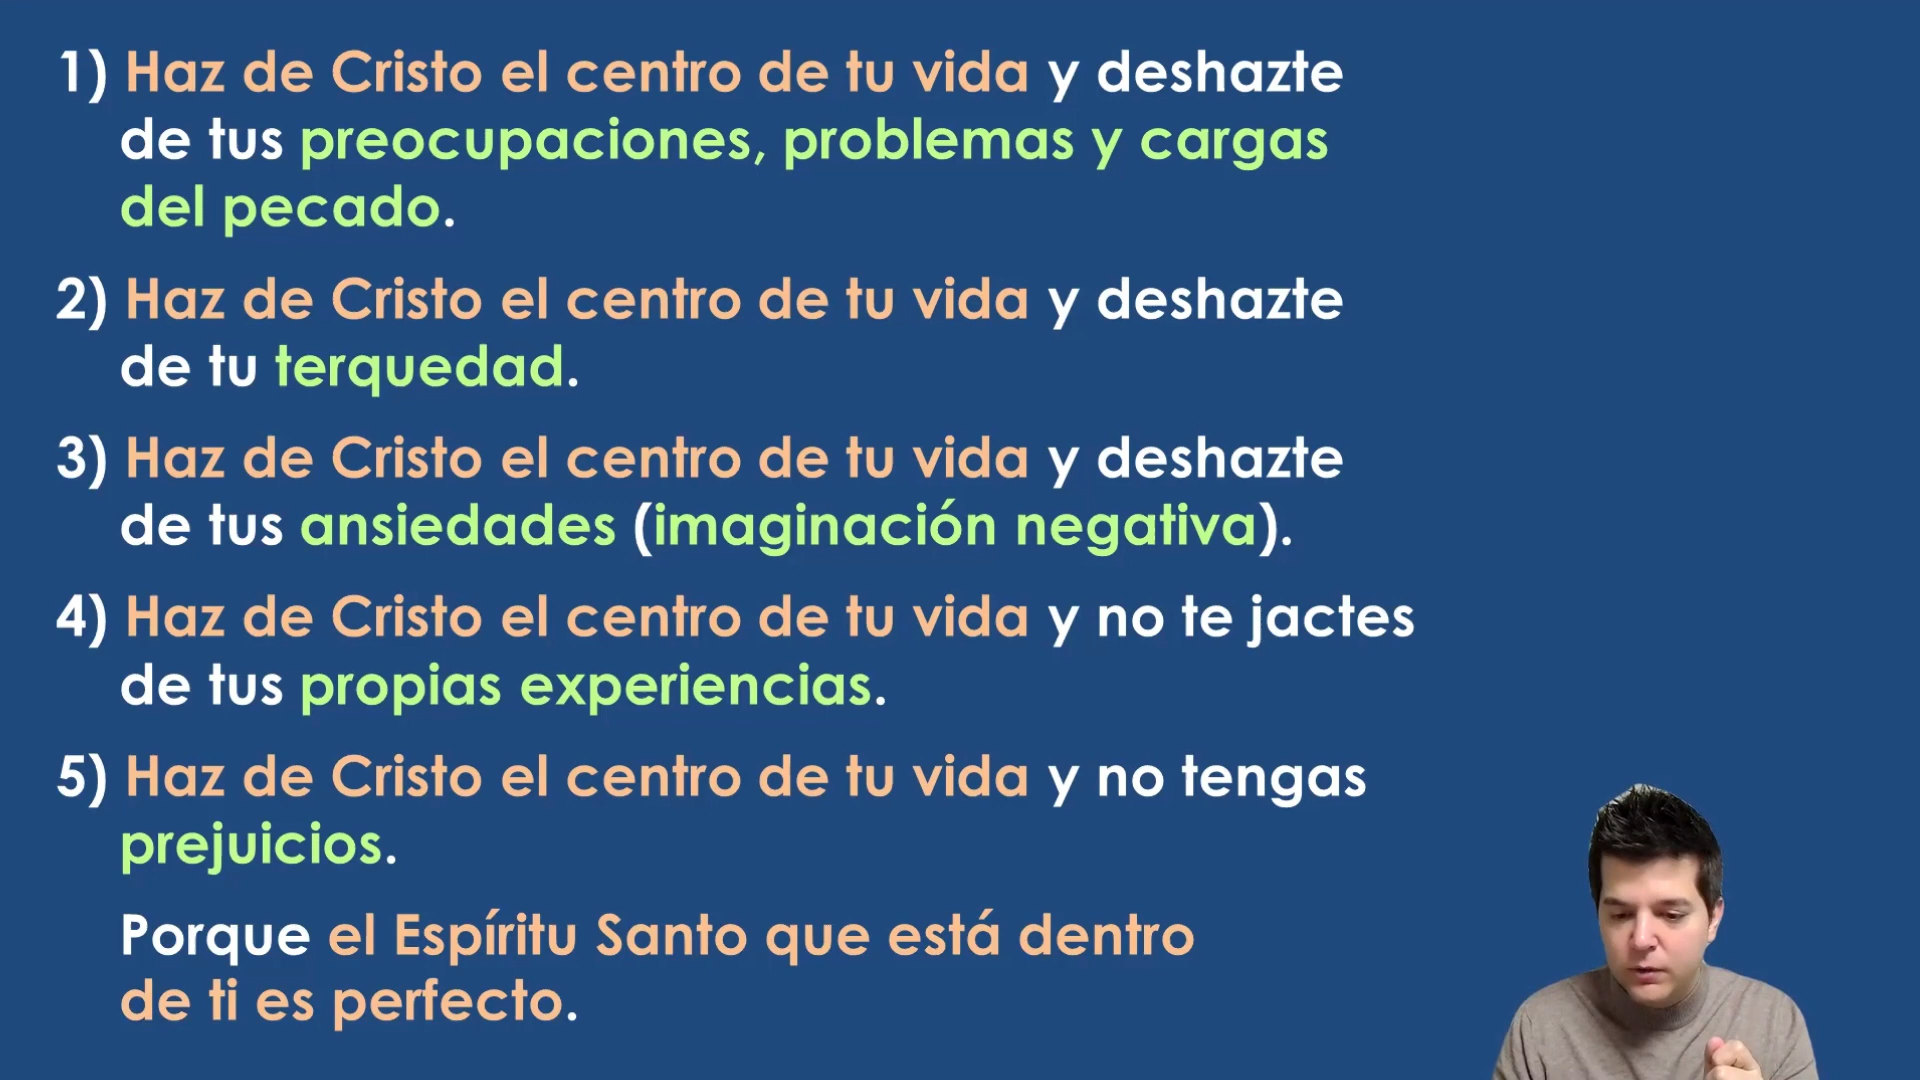 1) Haz de Cristo el centro de tu vida y deshazte
de tus preocupaciones, problemas y cargas
del pecado.
2) Haz de Cristo el centro de tu vida y deshazte
de tu terquedad.
3) Haz de Cristo el centro de tu vida y deshazte
de tus ansiedades (imaginación negativa).
4) Haz de Cristo el centro de tu vida y no te jactes
de tus propias experiencias.
5) Haz de Cristo el centro de tu vida y no tengas
prejuicios.
Porque el Espíritu Santo que está dentro
de ti es perfecto.